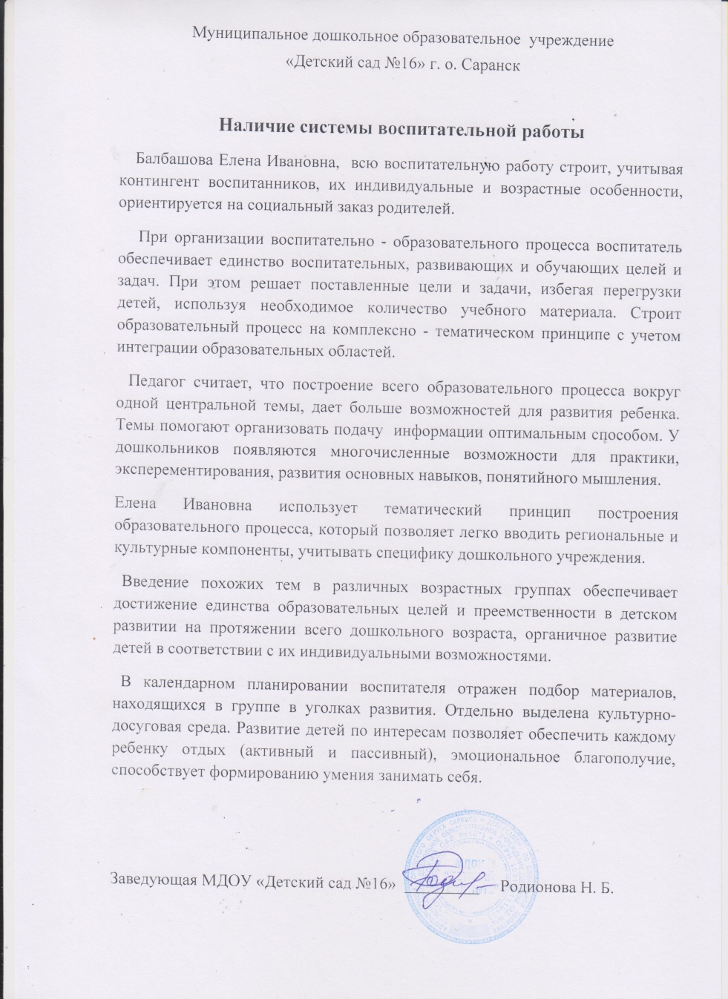 Муниципальное дошкольное образовательное учреждение
«Детский сад №16» г. о. Саранск
Наличие системы воспитательной работы
Балбашова Елена Ивановна, всю воспитательную работу строит, учитывая
контингент воспитанников, их индивидуальные и возрастные особенности,
ориентируется на социальный заказ родителей.
При организации воспитательно - образовательного процесса воспитатель
обеспечивает единство воспитательных, развивающих и обучающих целей и
задач. При этом решает поставленные цели и задачи, избегая перегрузки
детей, используя необходимое количество учебного материала. Строит
образовательный процесс на комплексно - тематическом принципе с учетом
интеграции образовательных областей.
Педагог считает, что построение всего образовательного процесса вокруг
одной центральной темы, дает больше возможностей для развития ребенка.
Темы помогают организовать подачу информации оптимальным способом. У
дошкольников появляются многочисленные возможности для практики,
эксперементирования, развития основных навыков, понятийного мышления.
Елена Ивановна использует тематический принцип построения
образовательного процесса, который позволяет легко вводить региональные и
культурные компоненты, учитывать специфику дошкольного учреждения.
Введение похожих тем в различных возрастных группах обеспечивает
достижение единства образовательных целей и преемственности в детском
развитии на протяжении всего дошкольного возраста, органичное развитие
детей в соответствии с их индивидуальными возможностями.
В календарном планировании воспитателя отражен подбор материалов,
находящихся в группе в уголках развития. Отдельно выделена культурно-
досуговая среда. Развитие детей по интересам позволяет обеспечить каждому
ребенку отдых (активный и пассивный), эмоциональное благополучие,
способствует формированию умения занимать себя.
Заведующая МДОУ «Детский сад №16» Родионова Н. Б.